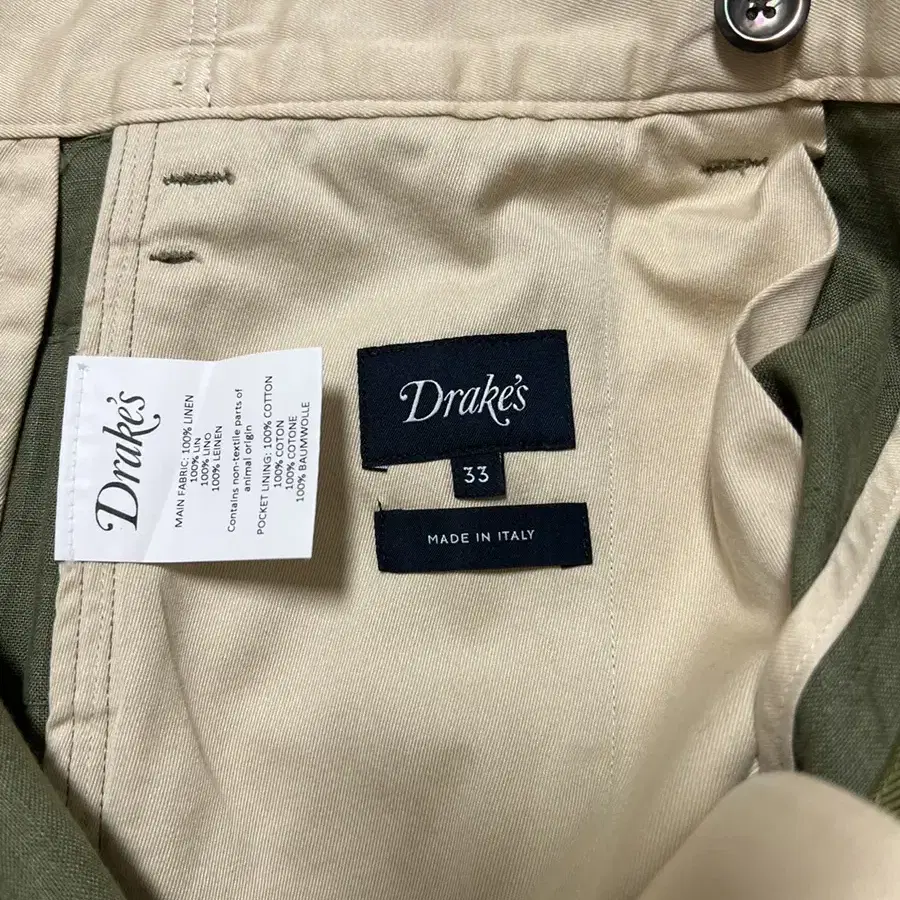 Drake's
MAIN FABRIC: 100% LINEN
100% LIN
100% LINO
100% LEINEN
Contains non-textile parts of
animal origin
POCKET LINING: 100% COTTON
100% COTON
100% COTONE
100% BAUMWOLLE
Drake's
33
MADE IN ITALY